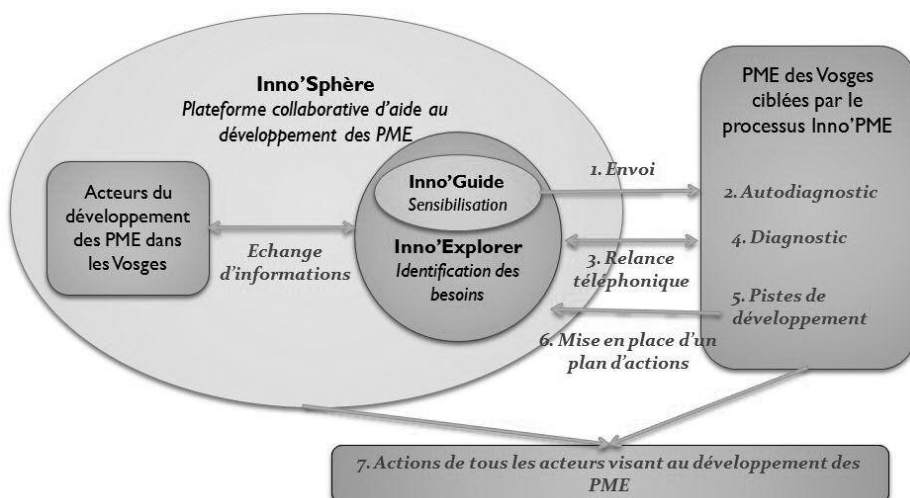 Inno'Sphère
Plateforme collaborative d'aide au
développement des PME
Acteurs du
développement
des PME dans
les Vosges
Echange
d'informations
Inno'Guide
Sensibilisation
Inno'Explorer
Identification des
besoins
1. Envoi
3. Relance
téléphonique
6. Mise en place d'un
plan d'actions
PME des Vosges
ciblées par le
processus Inno'PME
2. Autodiagnostic
4. Diagnostic
5. Pistes de
développement
7. Actions de tous les acteurs visant au développement des
PME